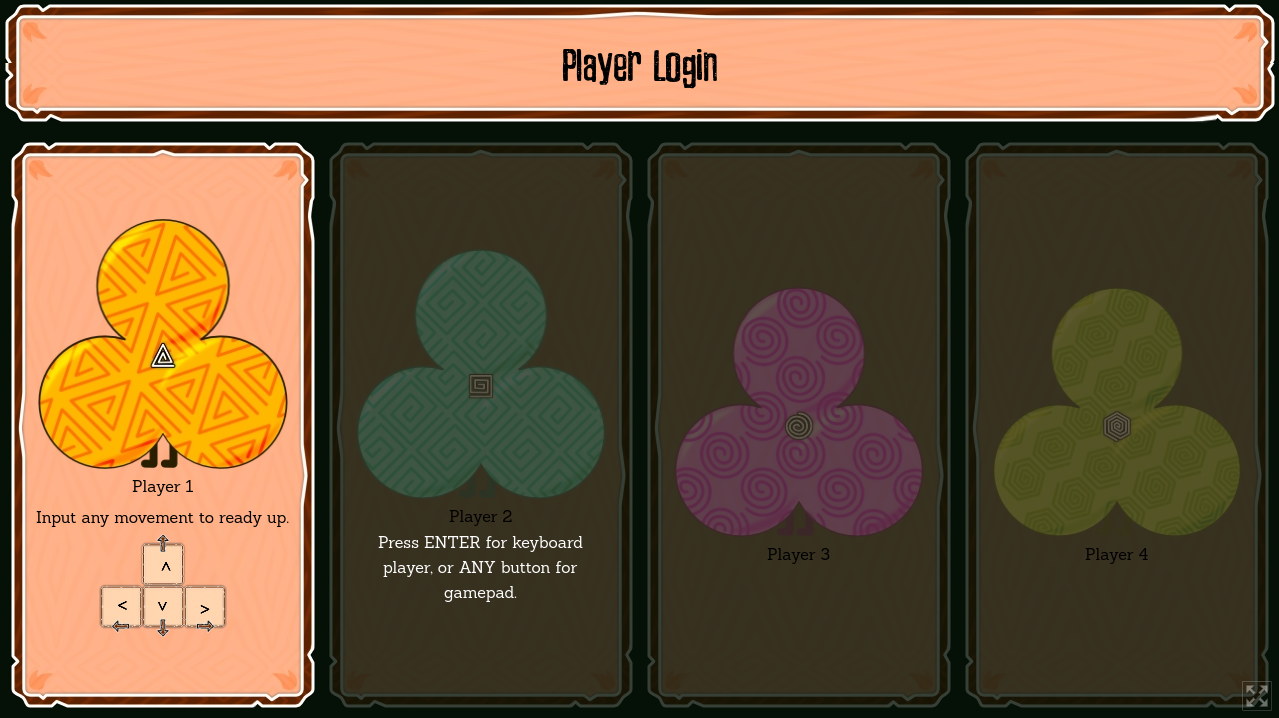 Player Login
Player 1
Input any movement to ready up.
^
< v >
Player 2
Press ENTER for keyboard
player, or ANY button for
gamepad.
Player 3
Player 4